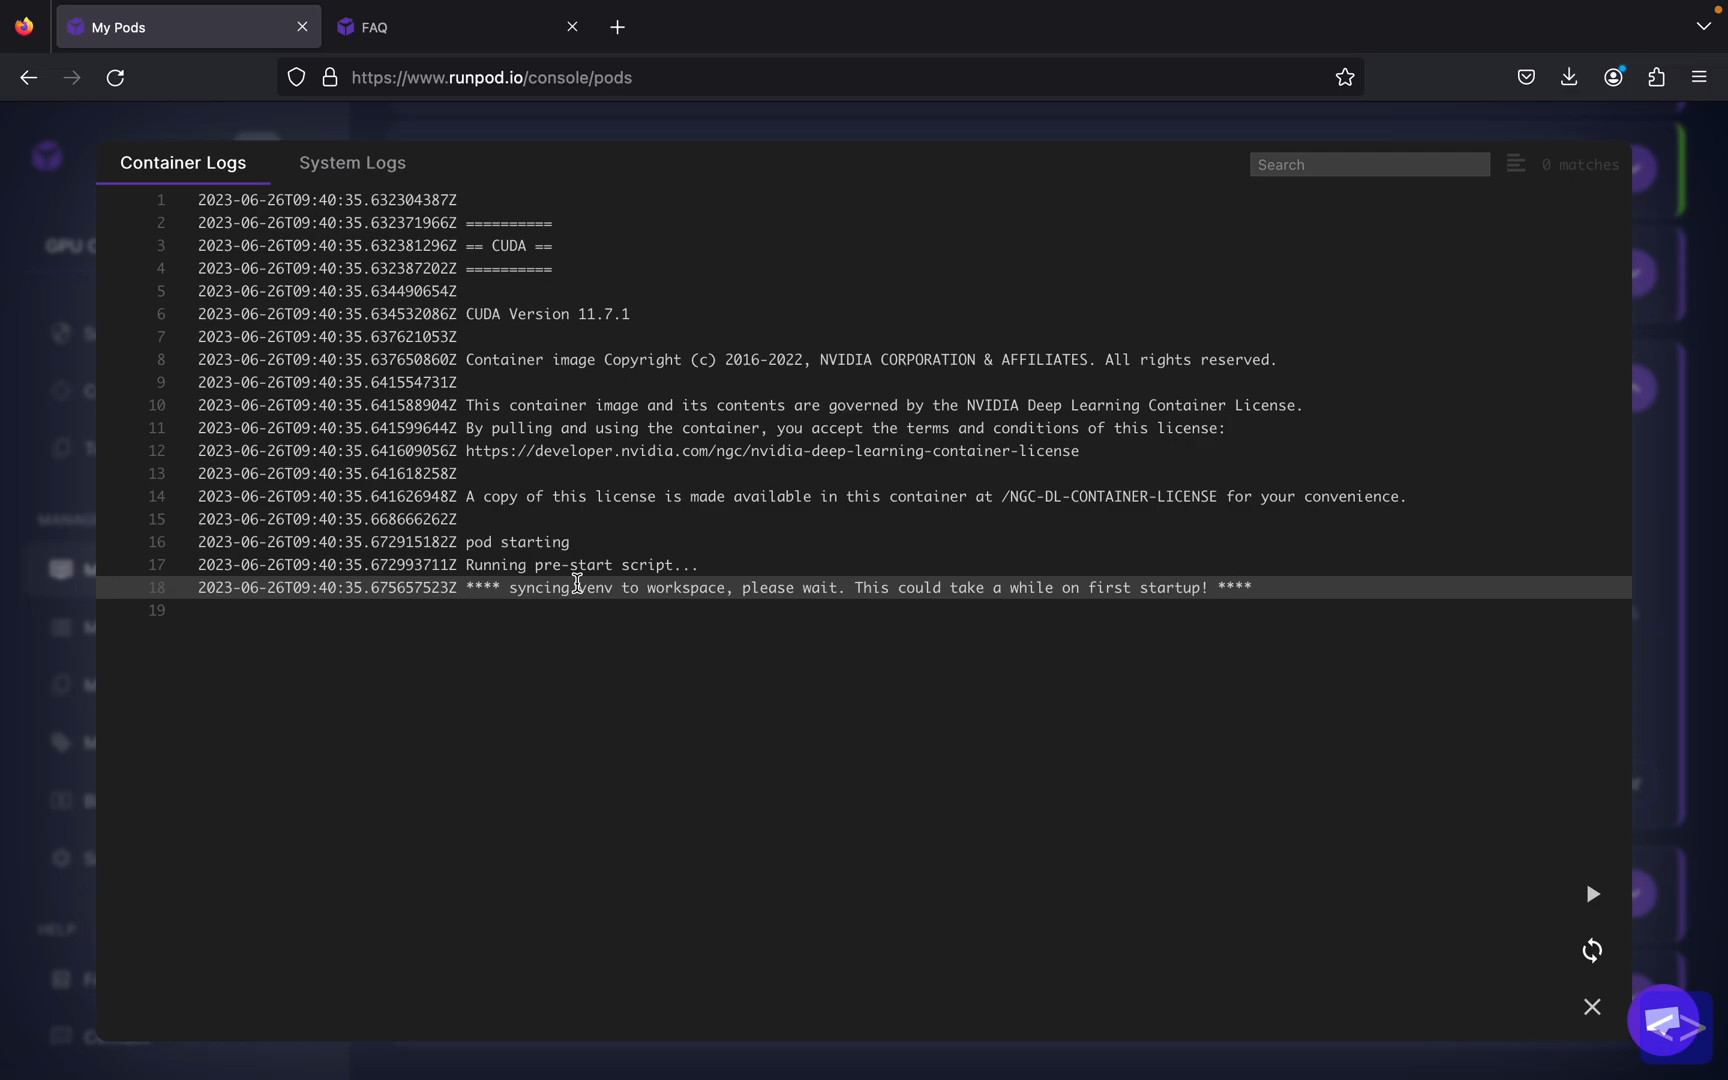 My Pods
FAQ
https://www.runpod.io/console/pods
Container Logs
System Logs
Search
0 matches
1 2023-06-26T09:40:35.632304387Z
2 2023-06-26T09:40:35.632371966Z ==========
3 2023-06-26T09:40:35.632381296Z == CUDA ==
4 2023-06-26T09:40:35.632387202Z ==========
5 2023-06-26T09:40:35.634490654Z
6 2023-06-26T09:40:35.634532086Z CUDA Version 11.7.1
7 2023-06-26T09:40:35.637621053Z
8 2023-06-26T09:40:35.637650860Z Container image Copyright (c) 2016-2022, NVIDIA CORPORATION & AFFILIATES. All rights reserved.
9 2023-06-26T09:40:35.641554731Z
10 2023-06-26T09:40:35.641588904Z This container image and its contents are governed by the NVIDIA Deep Learning Container License.
11 2023-06-26T09:40:35.641599644Z By pulling and using the container, you accept the terms and conditions of this license:
12 2023-06-26T09:40:35.641609056Z https://developer.nvidia.com/ngc/nvidia-deep-learning-container-license
13 2023-06-26T09:40:35.641618258Z
14 2023-06-26T09:40:35.641626948Z A copy of this license is made available in this container at /NGC-DL-CONTAINER-LICENSE for your convenience.
15 2023-06-26T09:40:35.668666262Z
16 2023-06-26T09:40:35.672915182Z pod starting
17 2023-06-26T09:40:35.672993711Z Running pre-start script...
18 2023-06-26T09:40:35.675657523Z **** syncing venv to workspace, please wait. This could take a while on first startup! ****
19
HELP